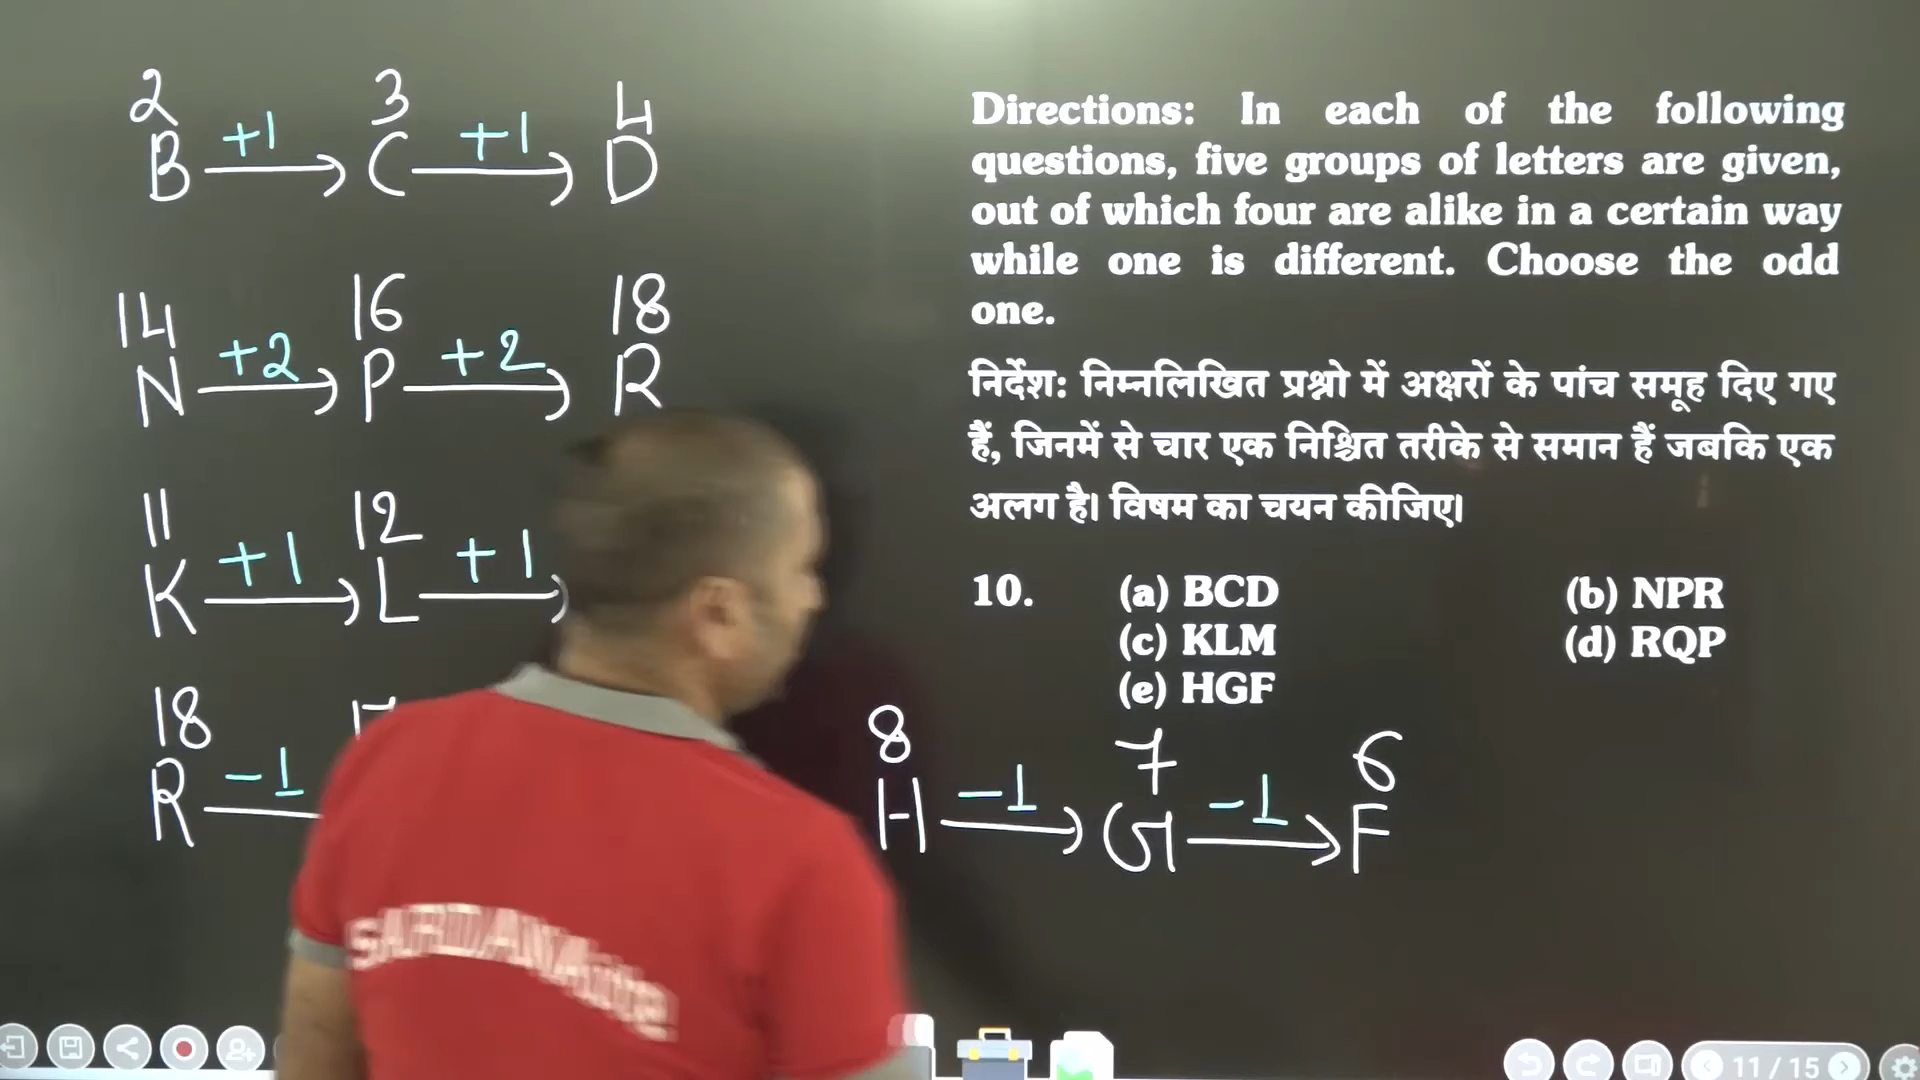 2 3 4
B +1 C +1 D
14 16 18
N +2 P +2 R
11 12
K +1 L +1
18
R -1
Directions: In each of the following
questions, five groups of letters are given,
out of which four are alike in a certain way
while one is different. Choose the odd
one.
निर्देश: निम्नलिखित प्रश्नो में अक्षरों के पांच समूह दिए गए
हैं, जिनमें से चार एक निश्चित तरीके से समान हैं जबकि एक
अलग है। विषम का चयन कीजिए।
10. (a) BCD (b) NPR
(c) KLM (d) RQP
(e) HGF
8 7 6
H -1 G -1 F
SARDANA
11 / 15